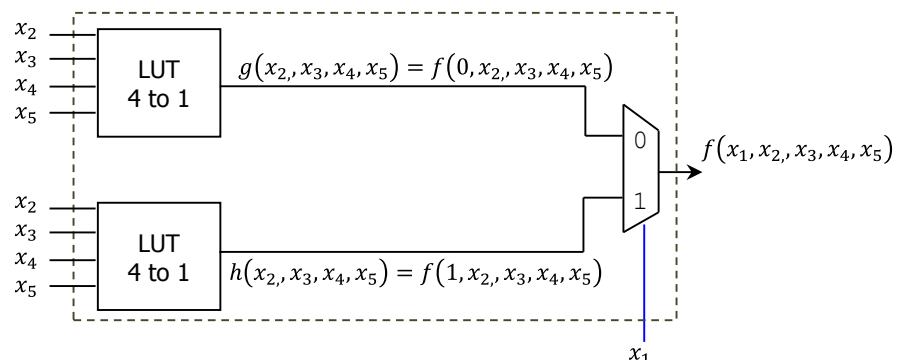 x₂
x₃
x₄
x₅
LUT
4 to 1
g(x₂,, x₃, x₄, x₅) = f(0, x₂,, x₃, x₄, x₅)
0
1
f(x₁, x₂,, x₃, x₄, x₅)
x₂
x₃
x₄
x₅
LUT
4 to 1
h(x₂,, x₃, x₄, x₅) = f(1, x₂,, x₃, x₄, x₅)
x₁